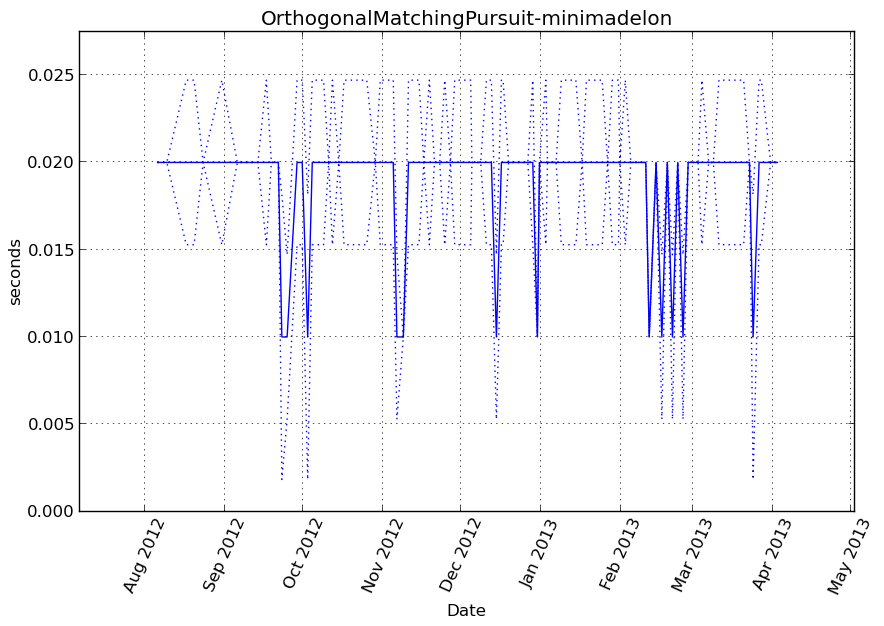 OrthogonalMatchingPursuit-minimadelon
0.025
0.020
0.015
0.010
0.005
0.000
seconds
Aug 2012
Sep 2012
Oct 2012
Nov 2012
Dec 2012
Jan 2013
Feb 2013
Mar 2013
Apr 2013
May 2013
Date